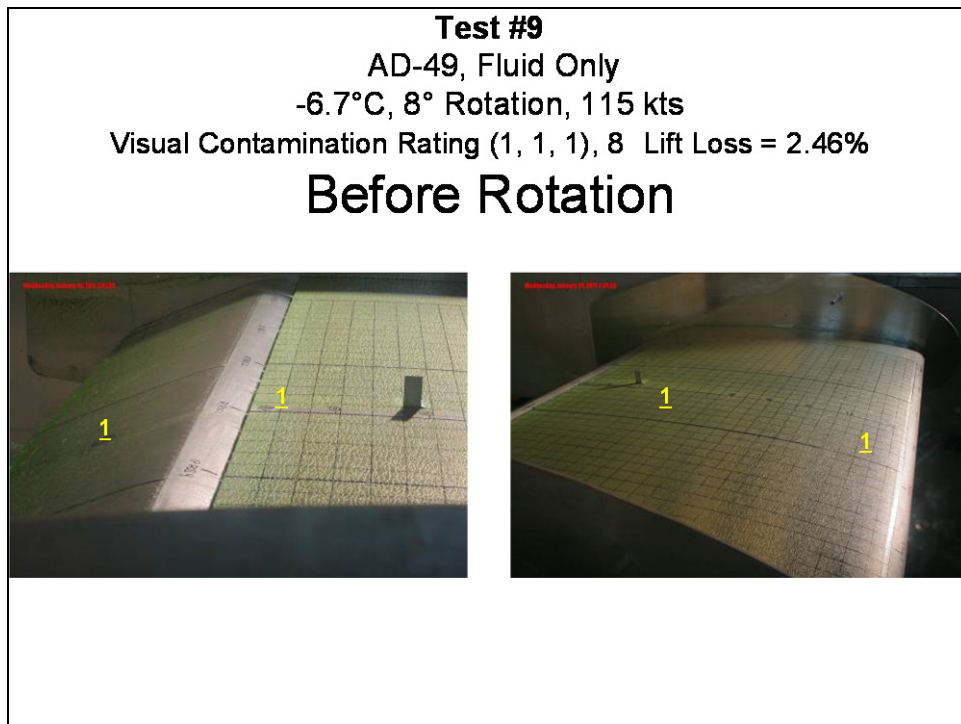 Test #9
AD-49, Fluid Only
-6.7°C, 8° Rotation, 115 kts
Visual Contamination Rating (1, 1, 1), 8 Lift Loss = 2.46%
Before Rotation
1
1
1
1